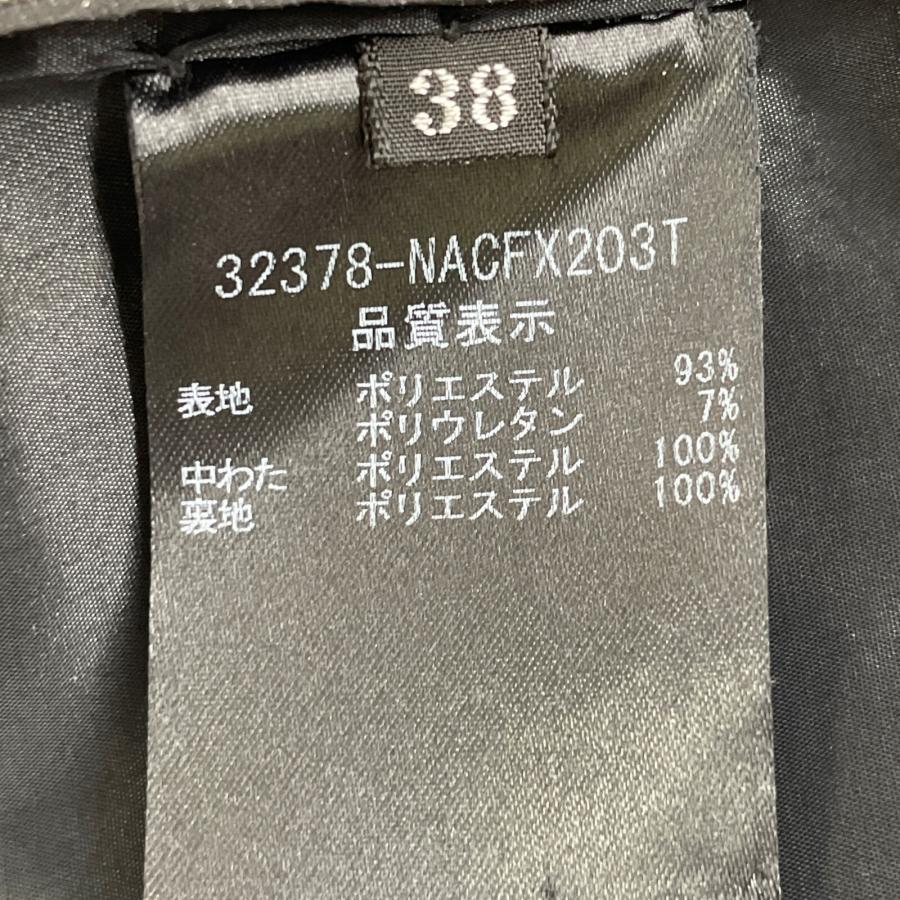 38
32378-NACFX203T
品質表示
表地 ポリエステル 93%
ポリウレタン 7%
中わた ポリエステル 100%
裏地 ポリエステル 100%